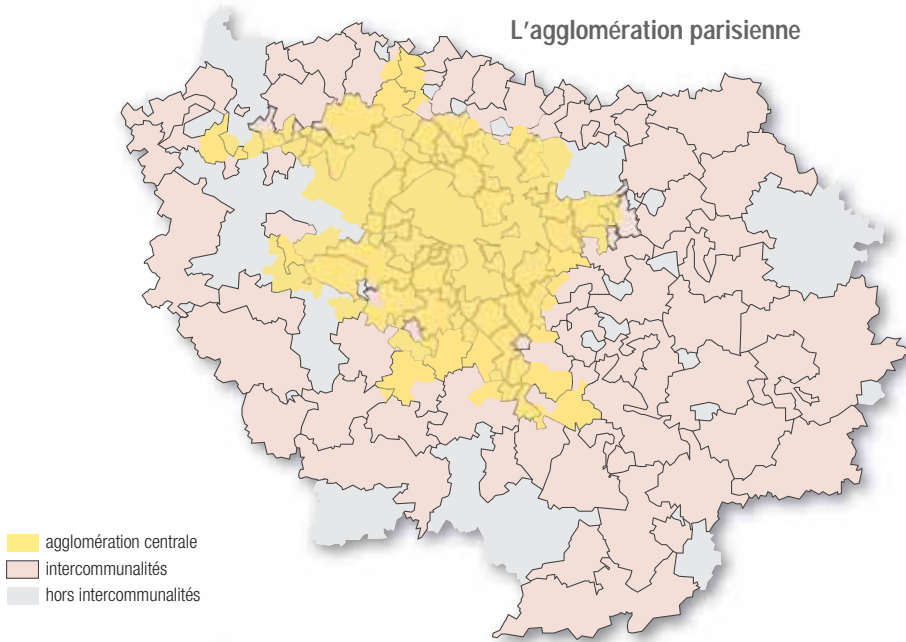 L'agglomération parisienne
agglomération centrale
intercommunalités
hors intercommunalités